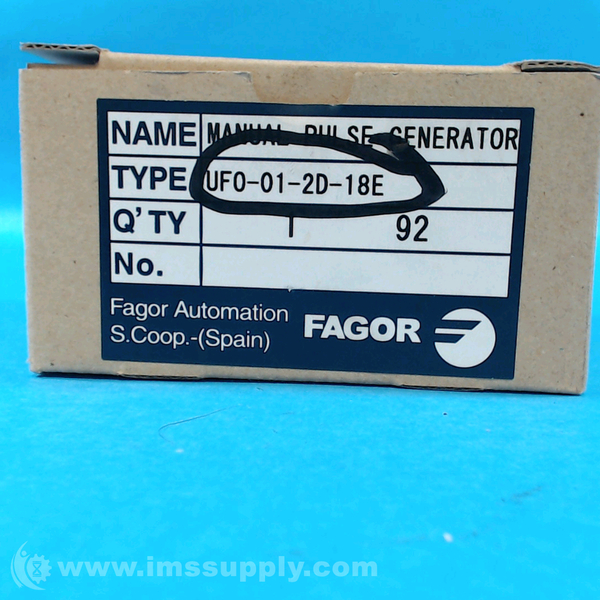 NAME MANUAL PULSE GENERATOR
TYPE UFO-01-2D-18E
Q'TY 1 92
No.
Fagor Automation
S.Coop.-(Spain) FAGOR
www.imssupply.com